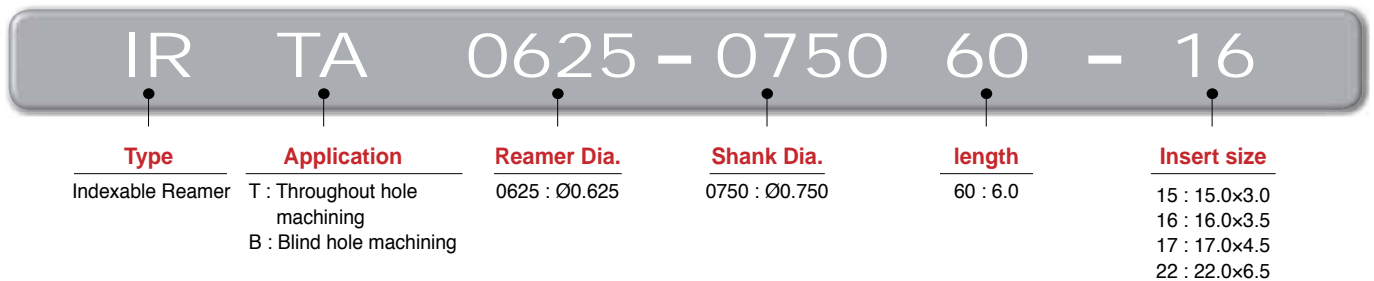 IR TA 0625 – 0750 60 – 16
Type Application Reamer Dia. Shank Dia. length Insert size
Indexable Reamer T : Throughout hole 0625 : Ø0.625 0750 : Ø0.750 60 : 6.0 15 : 15.0×3.0
machining 16 : 16.0×3.5
B : Blind hole machining 17 : 17.0×4.5
22 : 22.0×6.5